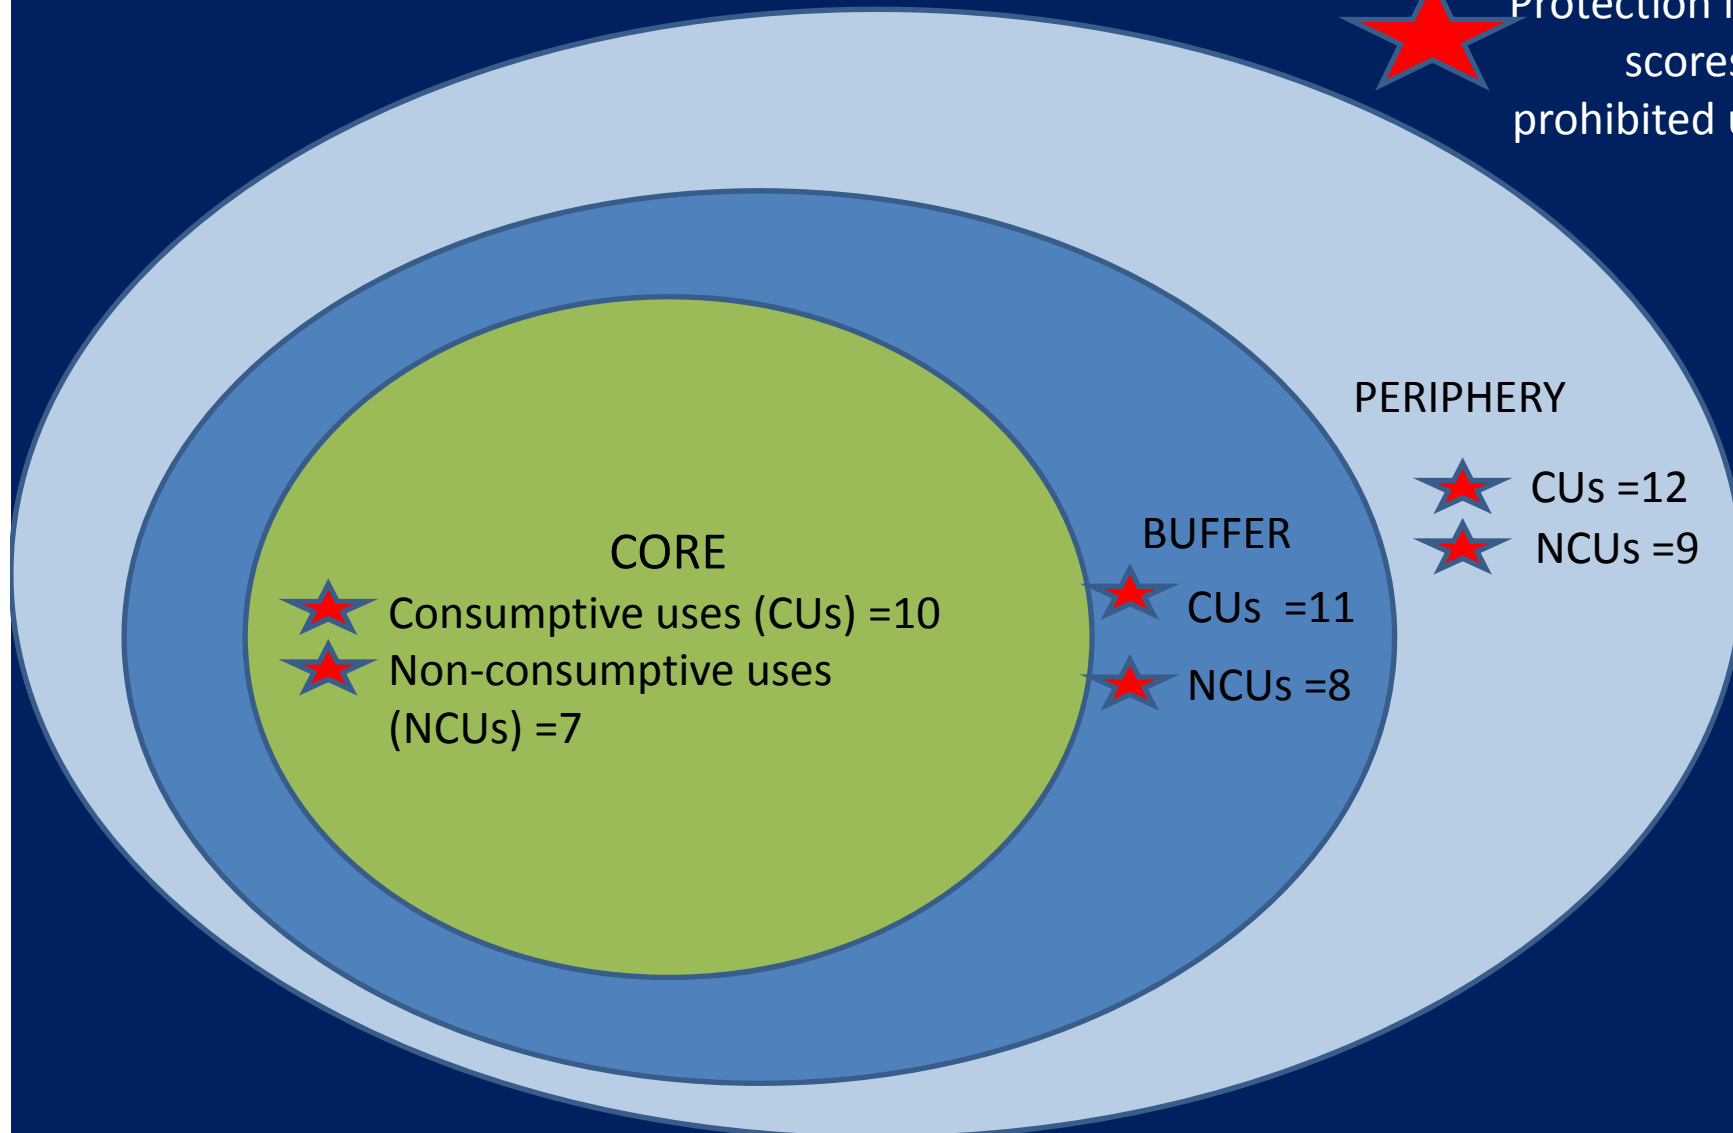 Protection
scores
prohibited
PERIPHERY
CUs =12
NCUs =9
BUFFER
CUs =11
NCUs =8
CORE
Consumptive uses (CUs) =10
Non-consumptive uses
(NCUs) =7